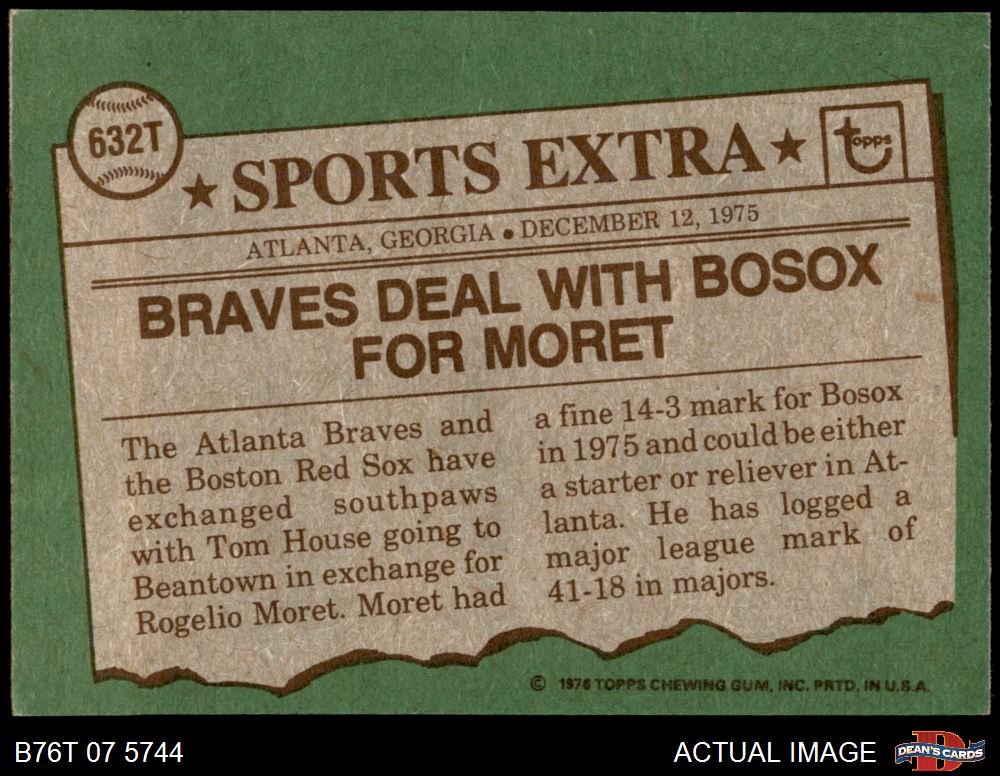 632T
★ SPORTS EXTRA ★
topps
ATLANTA, GEORGIA • DECEMBER 12, 1975
BRAVES DEAL WITH BOSOX
FOR MORET
The Atlanta Braves and
the Boston Red Sox have
exchanged southpaws
with Tom House going to
Beantown in exchange for
Rogelio Moret. Moret had
a fine 14-3 mark for Bosox
in 1975 and could be either
a starter or reliever in At-
lanta. He has logged a
major league mark of
41-18 in majors.
© 1976 TOPPS CHEWING GUM, INC. PRTD. IN U.S.A.
B76T 07 5744
ACTUAL IMAGE
DEAN'S CARDS